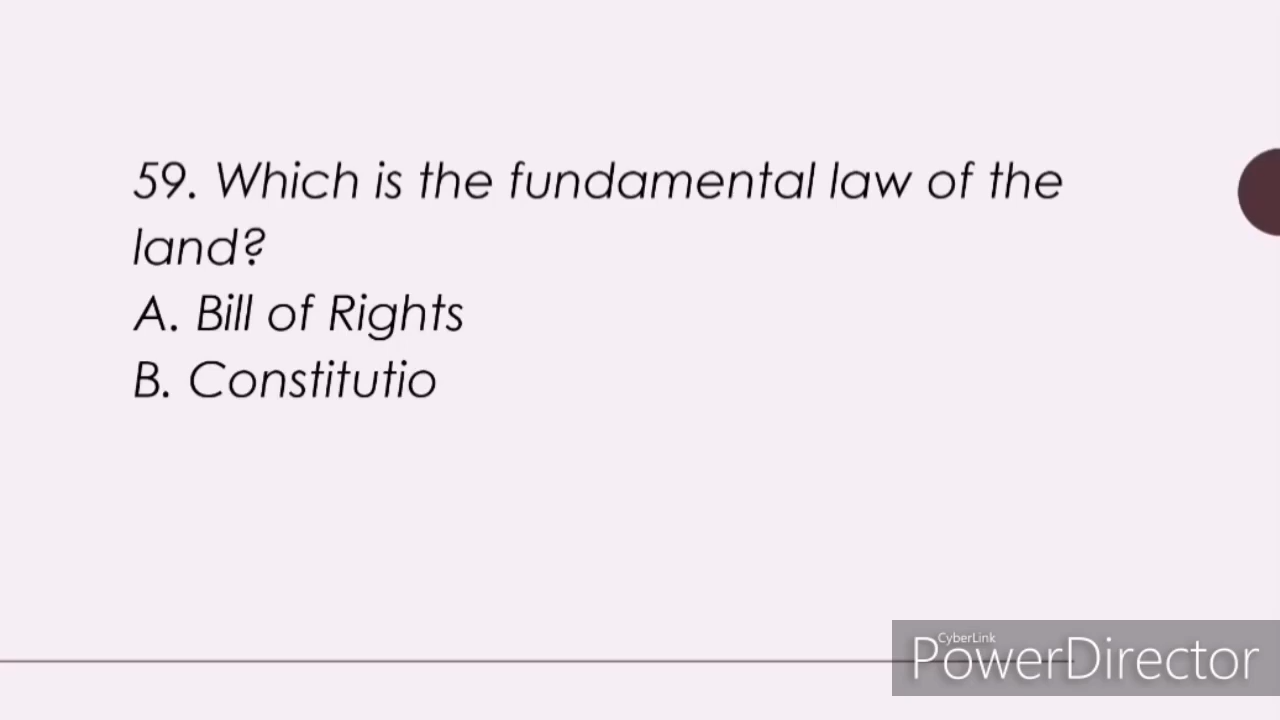 59. Which is the fundamental law of the
land?
A. Bill of Rights
B. Constitutio
CyberLink
PowerDirector